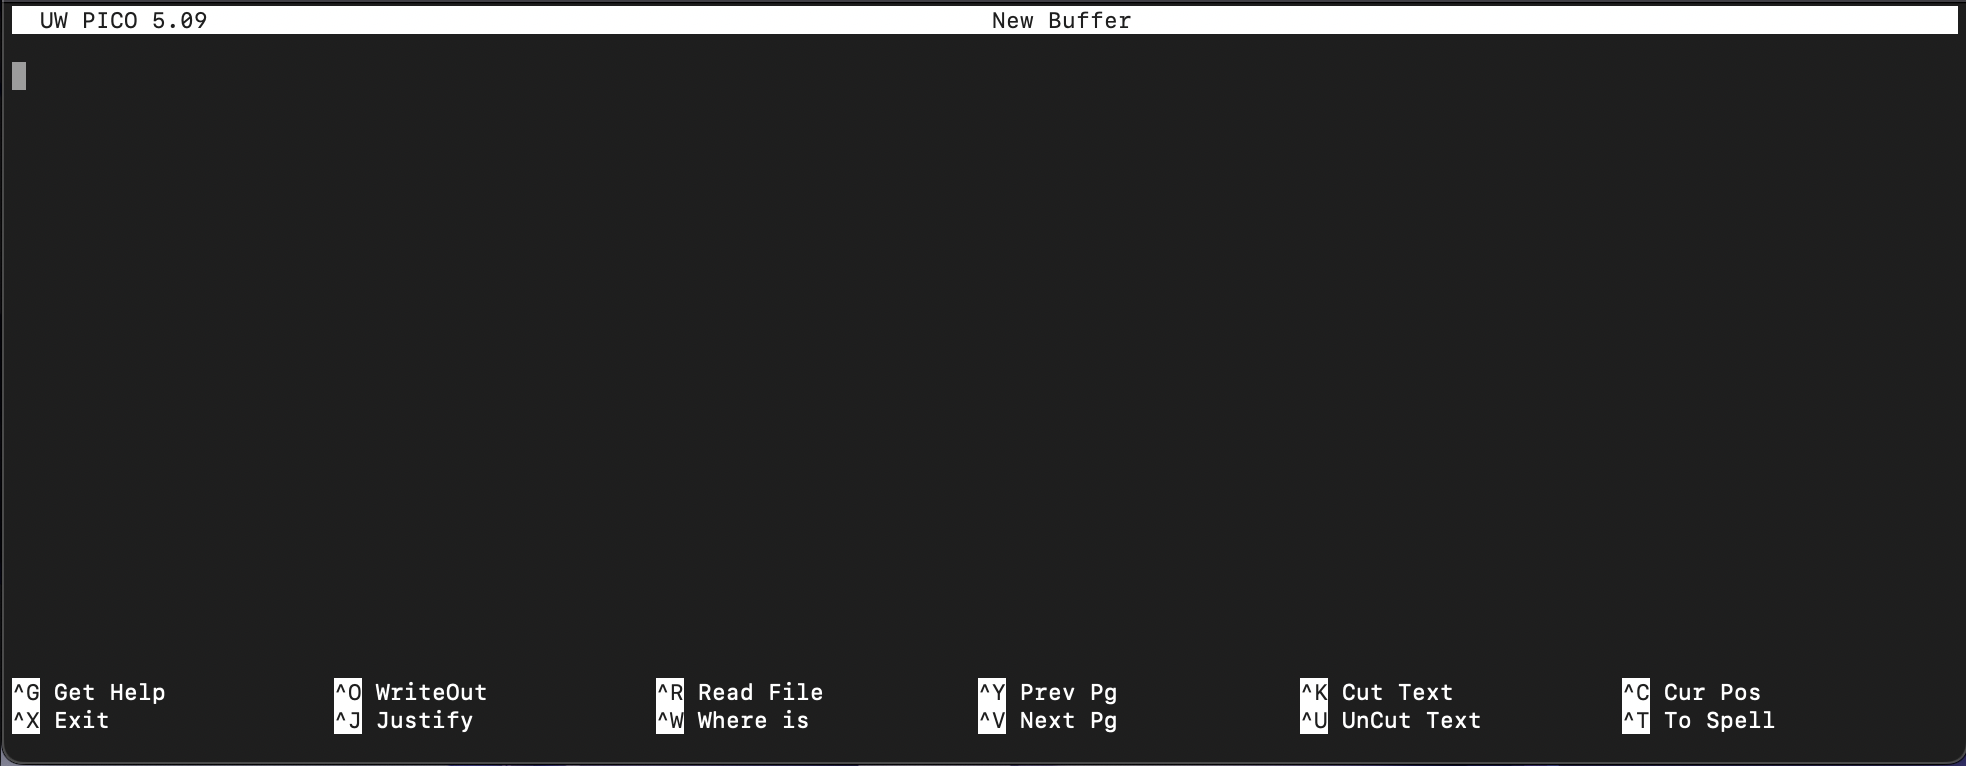 UW PICO 5.09 New Buffer
^G Get Help ^O WriteOut ^R Read File ^Y Prev Pg ^K Cut Text ^C Cur Pos
^X Exit ^J Justify ^W Where is ^V Next Pg ^U UnCut Text ^T To Spell